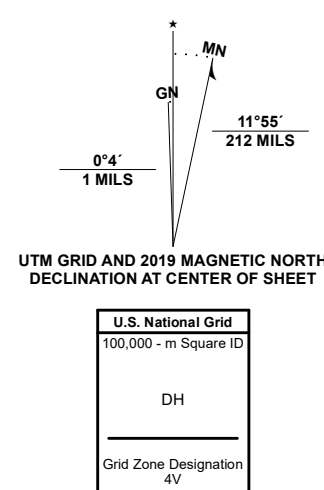 ★
MN
GN
11°55´
212 MILS
0°4´
1 MILS
UTM GRID AND 2019 MAGNETIC NORTH
DECLINATION AT CENTER OF SHEET
U.S. National Grid
100,000 - m Square ID
DH
Grid Zone Designation
4V